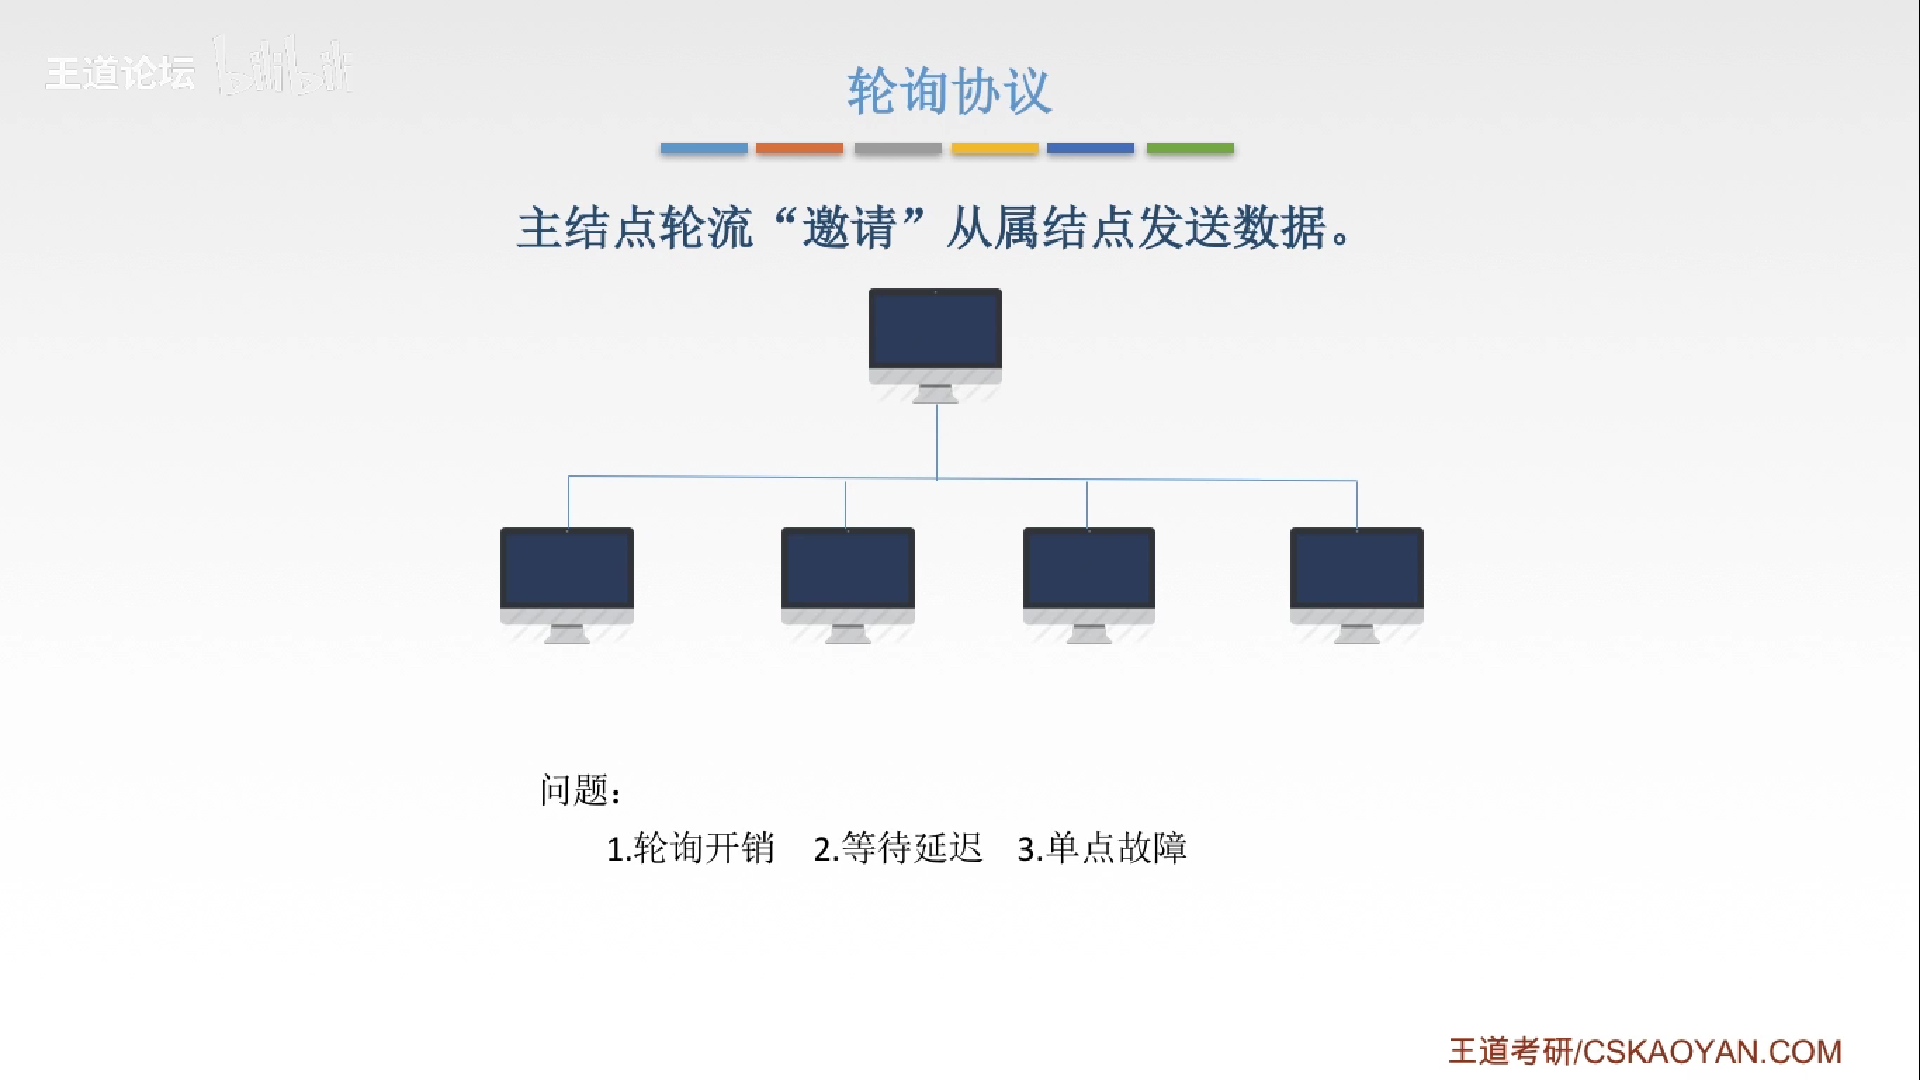 王道论坛 bilibili
轮询协议
主结点轮流“邀请”从属结点发送数据。
问题：
1.轮询开销 2.等待延迟 3.单点故障
王道考研/CSKAOYAN.COM